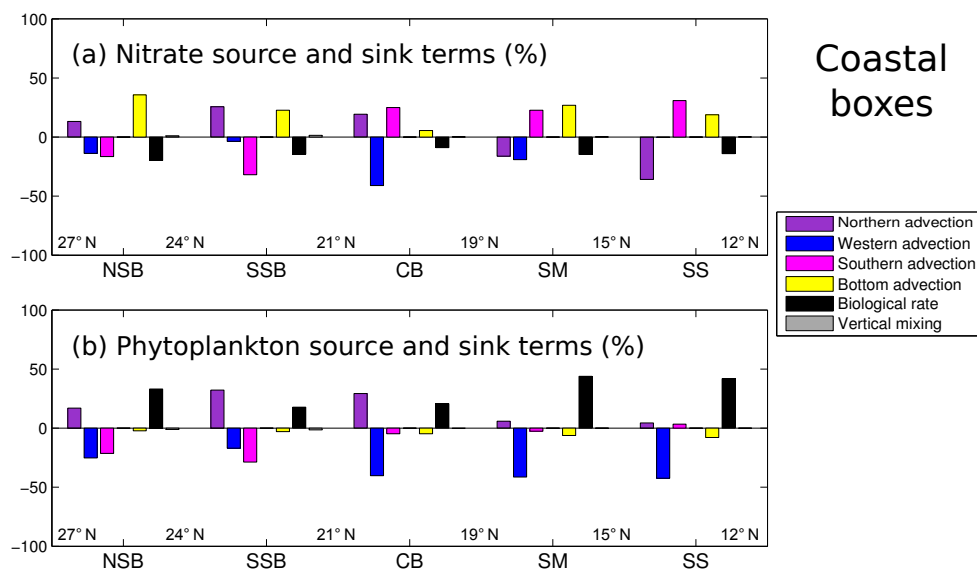 100
(a) Nitrate source and sink terms (%)
50
0
−50
27° N 24° N 21° N 19° N 15° N 12° N
−100
NSB SSB CB SM SS
Coastal
boxes
Northern advection
Western advection
Southern advection
Bottom advection
Biological rate
Vertical mixing
100
(b) Phytoplankton source and sink terms (%)
50
0
−50
27° N 24° N 21° N 19° N 15° N 12° N
−100
NSB SSB CB SM SS